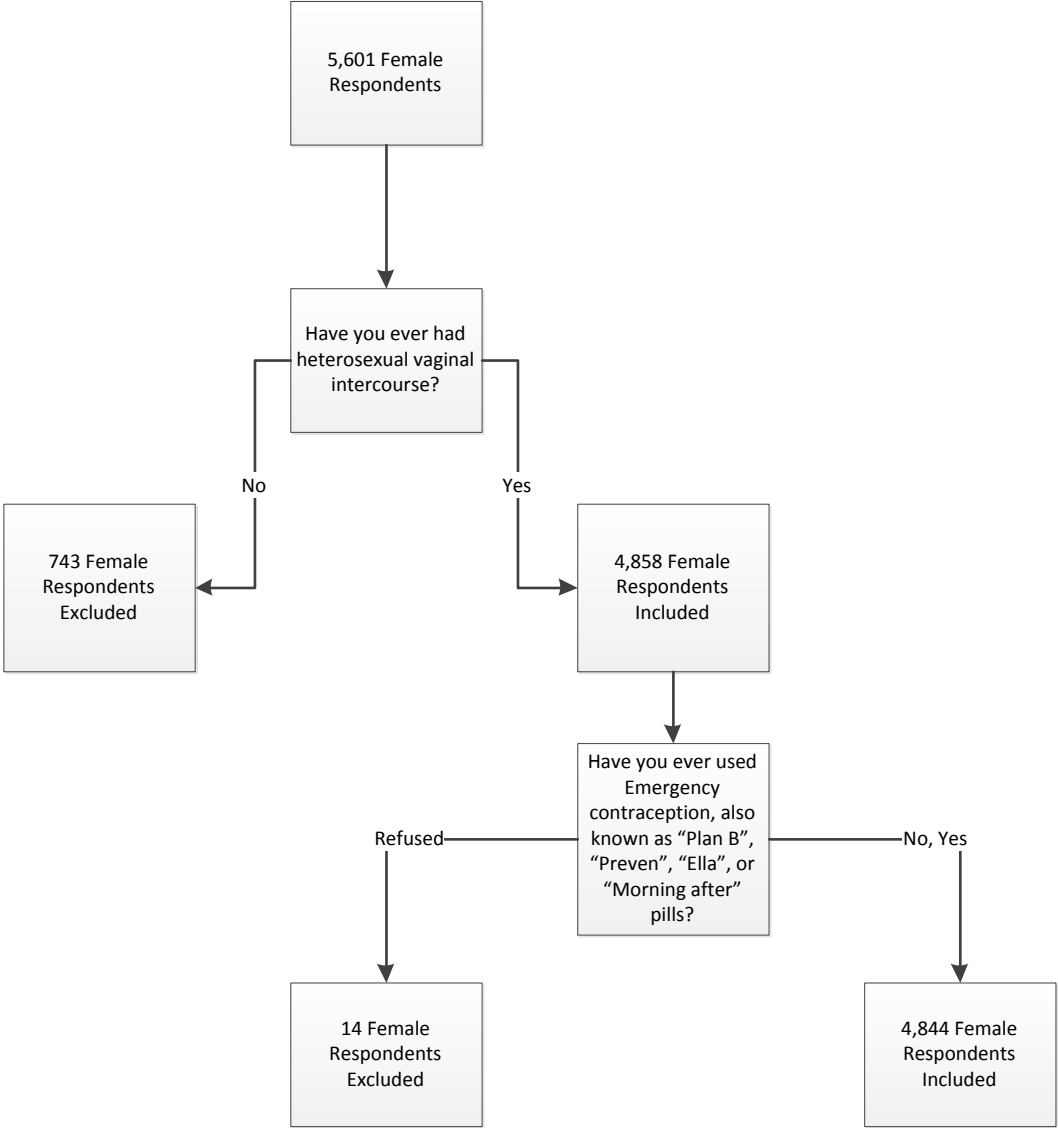 5,601 Female
Respondents
Have you ever had
heterosexual vaginal
intercourse?
No
Yes
743 Female
Respondents
Excluded
4,858 Female
Respondents
Included
Have you ever used
Emergency
contraception, also
known as “Plan B”,
“Preven”, “Ella”, or
“Morning after”
pills?
Refused
No, Yes
14 Female
Respondents
Excluded
4,844 Female
Respondents
Included